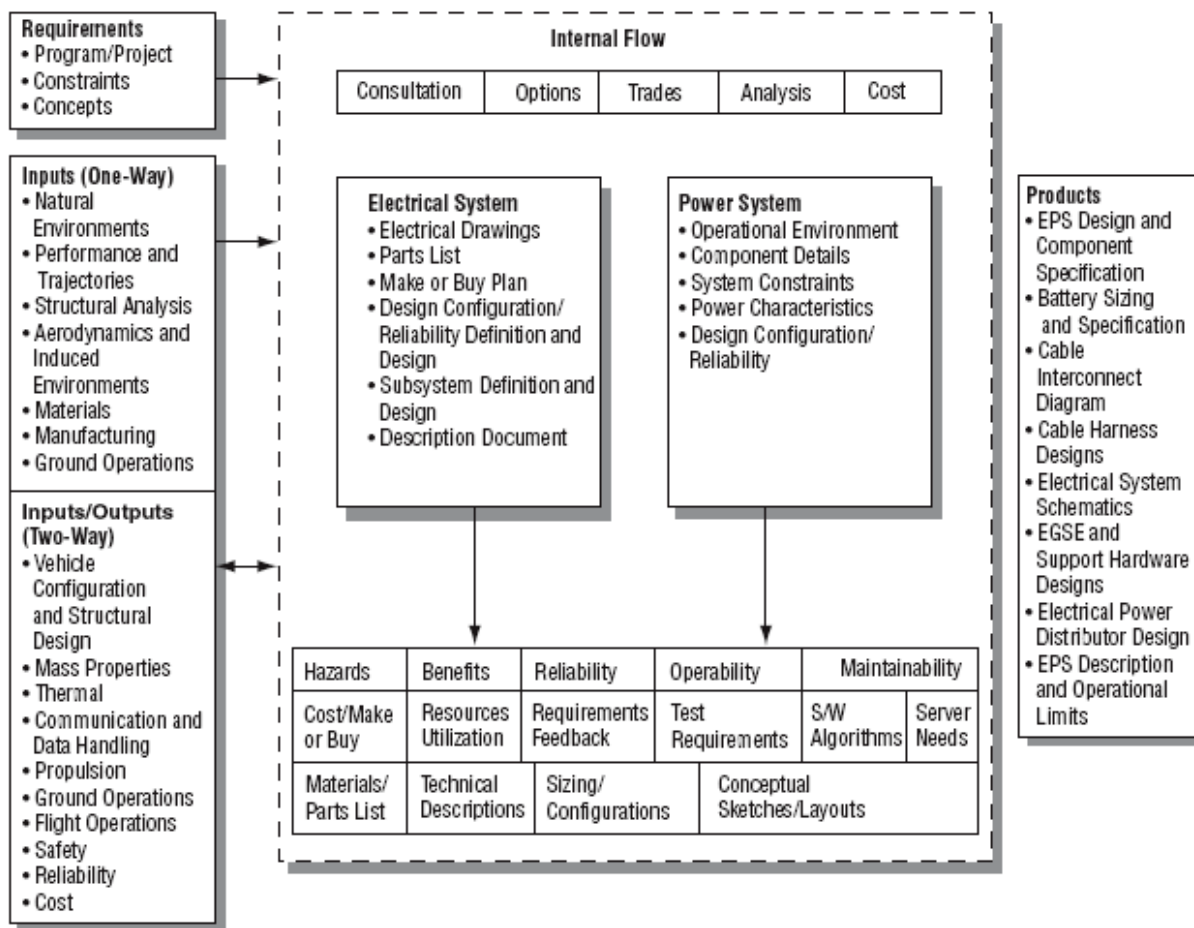 Requirements
• Program/Project
• Constraints
• Concepts
Inputs (One-Way)
• Natural
Environments
• Performance and
Trajectories
• Structural Analysis
• Aerodynamics and
Induced
Environments
• Materials
• Manufacturing
• Ground Operations
Inputs/Outputs
(Two-Way)
• Vehicle
Configuration
and Structural
Design
• Mass Properties
• Thermal
• Communication and
Data Handling
• Propulsion
• Ground Operations
• Flight Operations
• Safety
• Reliability
• Cost
Internal Flow
Consultation
Options
Trades
Analysis
Cost
Electrical System
• Electrical Drawings
• Parts List
• Make or Buy Plan
• Design Configuration/
Reliability Definition and
Design
• Subsystem Definition and
Design
• Description Document
Power System
• Operational Environment
• Component Details
• System Constraints
• Power Characteristics
• Design Configuration/
Reliability
Hazards
Benefits
Reliability
Operability
Maintainability
Cost/Make
or Buy
Resources
Utilization
Requirements
Feedback
Test
Requirements
S/W
Algorithms
Server
Needs
Materials/
Parts List
Technical
Descriptions
Sizing/
Configurations
Conceptual
Sketches/Layouts
Products
• EPS Design and
Component
Specification
• Battery Sizing
and Specification
• Cable
Interconnect
Diagram
• Cable Harness
Designs
• Electrical System
Schematics
• EGSE and
Support Hardware
Designs
• Electrical Power
Distributor Design
• EPS Description
and Operational
Limits